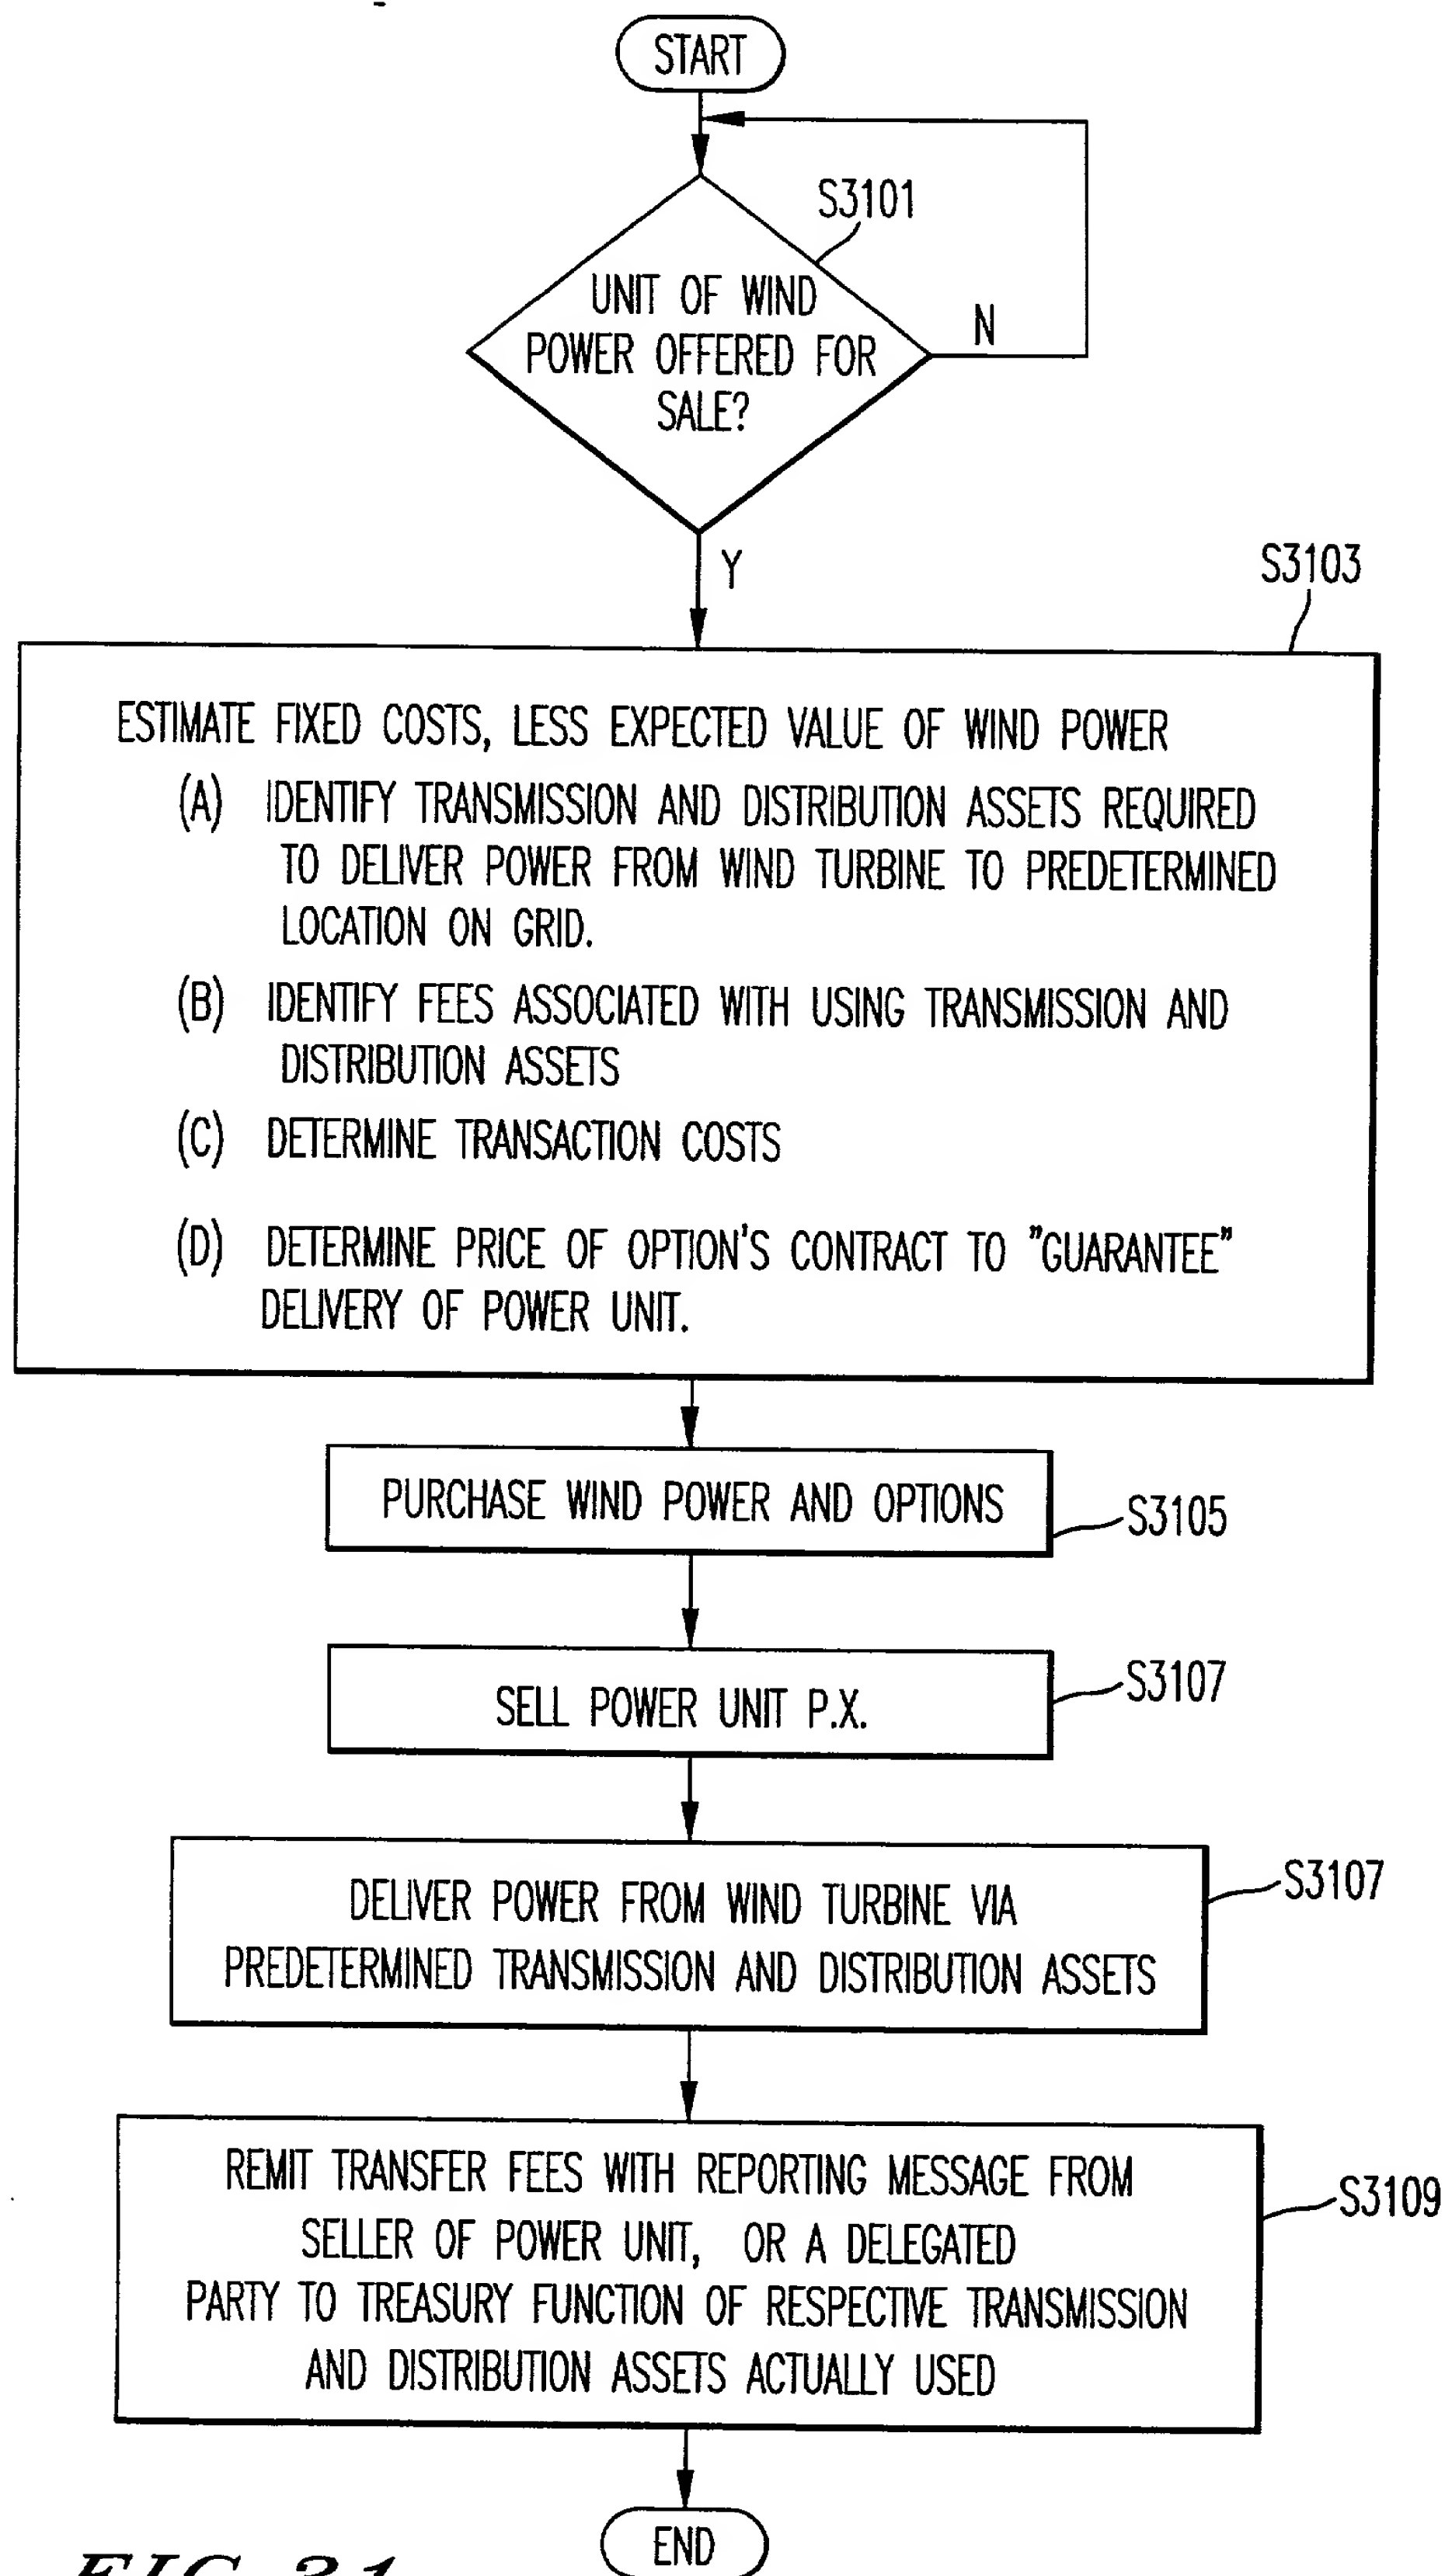 START
S3101
UNIT OF WIND
POWER OFFERED FOR
SALE?
N
Y
S3103
ESTIMATE FIXED COSTS, LESS EXPECTED VALUE OF WIND POWER
(A) IDENTIFY TRANSMISSION AND DISTRIBUTION ASSETS REQUIRED
TO DELIVER POWER FROM WIND TURBINE TO PREDETERMINED
LOCATION ON GRID.
(B) IDENTIFY FEES ASSOCIATED WITH USING TRANSMISSION AND
DISTRIBUTION ASSETS
(C) DETERMINE TRANSACTION COSTS
(D) DETERMINE PRICE OF OPTION'S CONTRACT TO "GUARANTEE"
DELIVERY OF POWER UNIT.
PURCHASE WIND POWER AND OPTIONS
S3105
SELL POWER UNIT P.X.
S3107
DELIVER POWER FROM WIND TURBINE VIA
PREDETERMINED TRANSMISSION AND DISTRIBUTION ASSETS
S3107
REMIT TRANSFER FEES WITH REPORTING MESSAGE FROM
SELLER OF POWER UNIT, OR A DELEGATED
PARTY TO TREASURY FUNCTION OF RESPECTIVE TRANSMISSION
AND DISTRIBUTION ASSETS ACTUALLY USED
S3109
END
FIG. 31